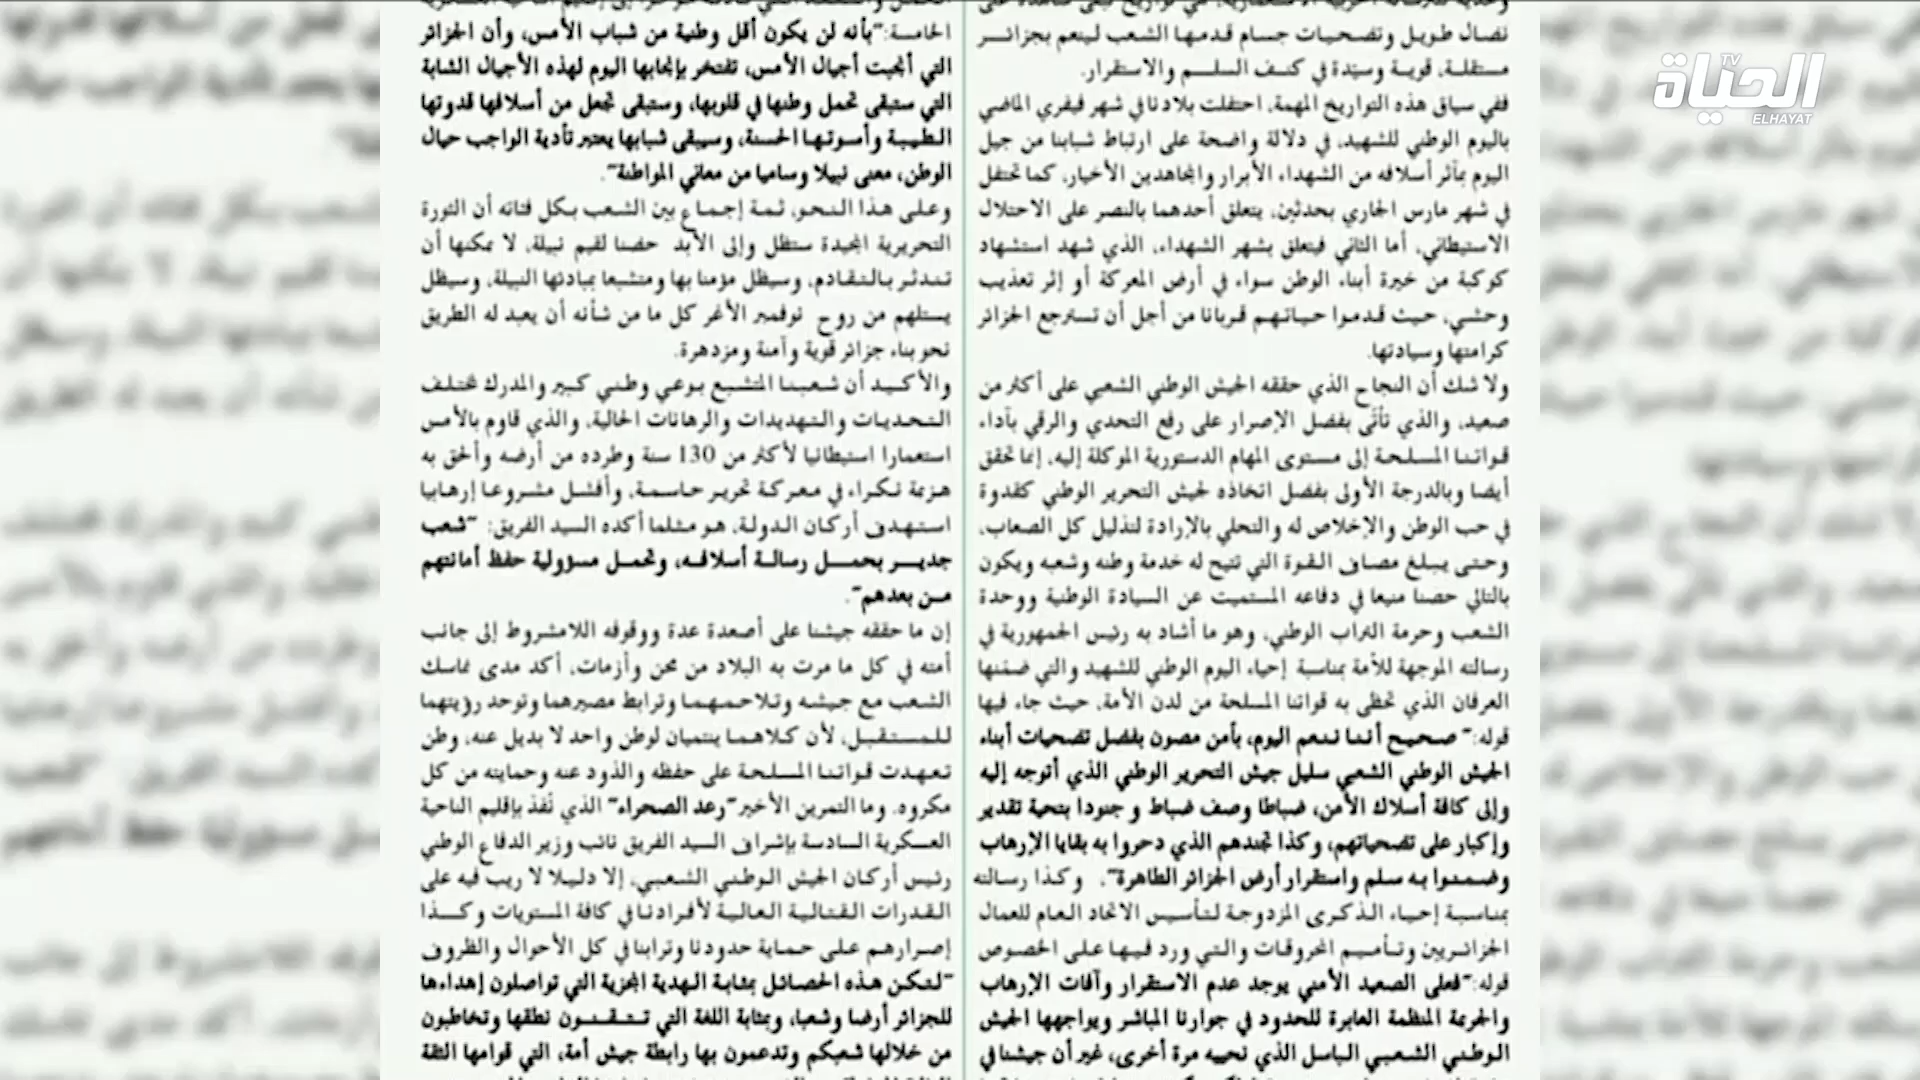 الحياة TV
ELHAYAT
نضال طويل وتضحيات جسام قدمها الشعب لينعم بجزائر
مستقلة، قوية وسيّدة في كنف السلم والاستقرار.
ففي سياق هذه التواريخ المهمة، احتفلت بلادنا في شهر فيفري الماضي
باليوم الوطني للشهيد، في دلالة واضحة على ارتباط شبابنا من جيل
اليوم بمآثر أسلافه من الشهداء الأبرار والمجاهدين الأخيار، كما تحتفل
في شهر مارس الجاري بحدثين، يتعلق أحدهما بالنصر على الاحتلال
الاستيطاني، أما الثاني فيتعلق بشهر الشهداء، الذي شهد استشهاد
كوكبة من خيرة أبناء الوطن سواء في أرض المعركة أو إثر تعذيب
وحشي، حيث قدموا حياتهم قربانا من أجل أن تسترجع الجزائر
كرامتها وسيادتها.
ولا شك أن النجاح الذي حققه الجيش الوطني الشعبي على أكثر من
صعيد، والذي تأتّى بفضل الإصرار على رفع التحدي والرقي بآداء
قواتنا المسلحة إلى مستوى المهام الدستورية الموكلة إليه، إنما تحقق
أيضا وبالدرجة الأولى بفضل اتخاذه لجيش التحرير الوطني كقدوة
في حب الوطن والإخلاص له والتحلي بالإرادة لتذليل كل الصعاب،
وحتى يبلغ مصاف القوة التي تتيح له خدمة وطنه وشعبه ويكون
بالتالي حصنا منيعا في دفاعه المستميت عن السيادة الوطنية ووحدة
الشعب وحرمة التراب الوطني، وهو ما أشاد به رئيس الجمهورية في
رسالته الموجهة للأمة بمناسبة إحياء اليوم الوطني للشهيد والتي ضمّنها
العرفان الذي تحظى به قواتنا المسلحة من لدن الأمة، حيث جاء فيها
قوله:" صحيح أننا ننعم اليوم، بأمن مصون بفضل تضحيات أبناء
الجيش الوطني الشعبي سليل جيش التحرير الوطني الذي أتوجه إليه
وإلى كافة أسلاك الأمن، ضباطا وصف ضباط و جنودا بتحية تقدير
وإكبار على تضحياتهم، وكذا تجندهم الذي دحروا به بقايا الإرهاب
وضمنوا به سلم واستقرار أرض الجزائر الطاهرة"، وكذا رسالته
بمناسبة إحياء الذكرى المزدوجة لتأسيس الاتحاد العام للعمال
الجزائريين وتأميم المحروقات والتي ورد فيها على الخصوص
قوله:"فعلى الصعيد الأمني يوجد عدم الاستقرار وآفات الإرهاب
والجريمة المنظمة العابرة للحدود في جوارنا المباشر ويواجهها الجيش
الوطني الشعبي الباسل الذي نحييه مرة أخرى، غير أن جيشنا في
الخامسة:"بأنه لن يكون أقل وطنية من شباب الأمس، وأن الجزائر
التي أنجبت أجيال الأمس، تفتخر بإنجابها اليوم لهذه الأجيال الشابة
التي ستبقى تحمل وطنها في قلوبها، وستبقى تجعل من أسلافها قدوتها
الطيبة وأسوتها الحسنة، وسيبقى شبابها يعتبر تأدية الواجب حيال
الوطن، معنى نبيلا وساميا من معاني المواطنة".
وعلى هذا النحو، ثمة إجماع بين الشعب بكل فئاته أن الثورة
التحريرية المجيدة ستظل وإلى الأبد حصنا لقيم نبيلة، لا يمكنها أن
تندثر بالتقادم، وسيظل مؤمنا بها ومتشبعا بمبادئها النبيلة، وسيظل
يستلهم من روح نوفمبر الأغر كل ما من شأنه أن يعبد له الطريق
نحو بناء جزائر قوية وآمنة ومزدهرة.
والأكيد أن شعبنا المتشبع بوعي وطني كبير والمدرك لمختلف
التحديات والتهديدات والرهانات الحالية، والذي قاوم بالأمس
استعمارا استيطانيا لأكثر من 130 سنة وطرده من أرضه وألحق به
هزيمة نكراء في معركة تحرير حاسمة، وأفشل مشروعا إرهابيا
استهدف أركان الدولة، هو مثلما أكده السيد الفريق: "شعب
جدير بحمل رسالة أسلافه، وتحمل مسؤولية حفظ أمانتهم
من بعدهم".
إن ما حققه جيشنا على أصعدة عدة ووقوفه اللامشروط إلى جانب
أمته في كل ما مرت به البلاد من محن وأزمات، أكد مدى تماسك
الشعب مع جيشه وتلاحمهما وترابط مصيرهما وتوحد رؤيتهما
للمستقبل، لأن كلاهما ينتميان لوطن واحد لا بديل عنه، وطن
تعهدت قواتنا المسلحة على حفظه والذود عنه وحمايته من كل
مكروه. وما التمرين الأخير"رعد الصحراء" الذي نُفذ بإقليم الناحية
العسكرية السادسة بإشراف السيد الفريق نائب وزير الدفاع الوطني
رئيس أركان الجيش الوطني الشعبي، إلا دليلا لا ريب فيه على
القدرات القتالية العالية لأفرادنا في كافة المستويات وكذا
إصرارهم على حماية حدودنا وترابنا في كل الأحوال والظروف
"لتكن هذه الحصائل بمثابة الهدية المجزية التي تواصلون إهداءها
للجزائر أرضا وشعبا، وبمثابة اللغة التي تتقنون نطقها وتخاطبون
من خلالها شعبكم وتدعمون بها رابطة جيش أمة، التي قوامها الثقة